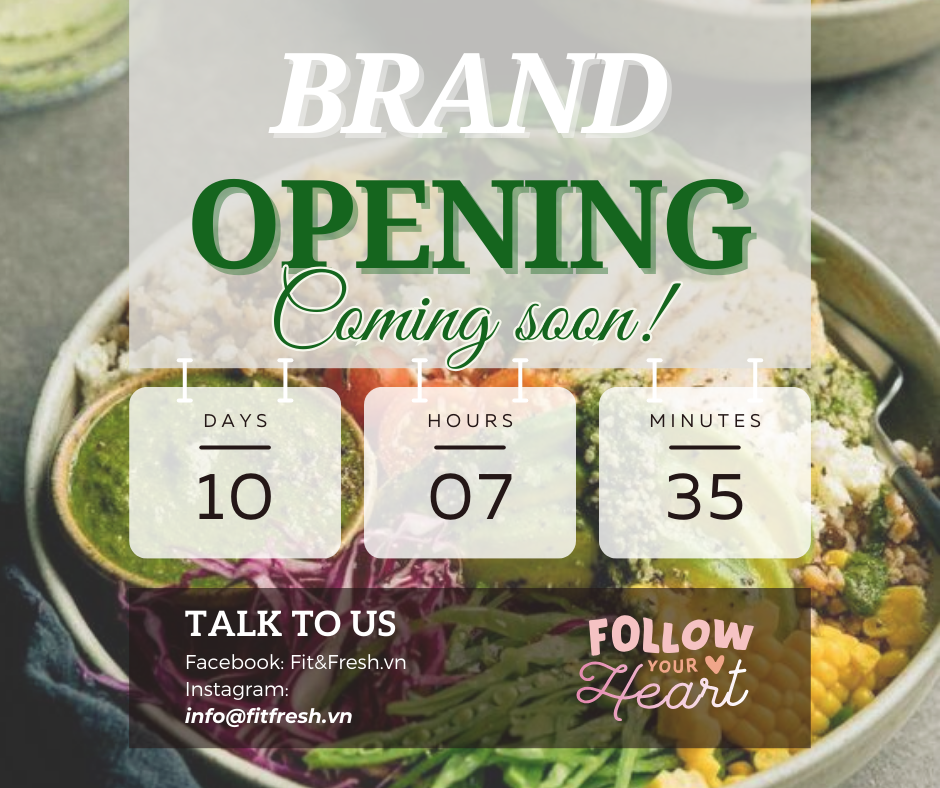 BRAND
OPENING
Coming soon!
DAYS
10
HOURS
07
MINUTES
35
TALK TO US
Facebook: Fit&Fresh.vn
Instagram:
info@fitfresh.vn
FOLLOW
YOUR
Heart